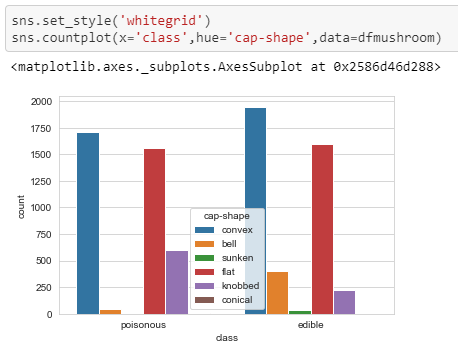 sns.set_style('whitegrid')
sns.countplot(x='class',hue='cap-shape',data=dfmushroom)
<matplotlib.axes._subplots.AxesSubplot at 0x2586d46d288>
2000
1750
1500
1250
1000
750
500
250
0
count
cap-shape
convex
bell
sunken
flat
knobbed
conical
poisonous edible
class